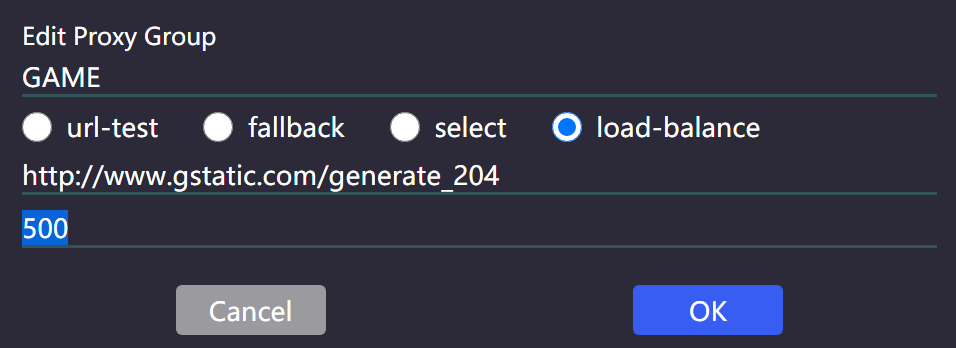 Edit Proxy Group
GAME
url-test fallback select load-balance
http://www.gstatic.com/generate_204
500
Cancel OK